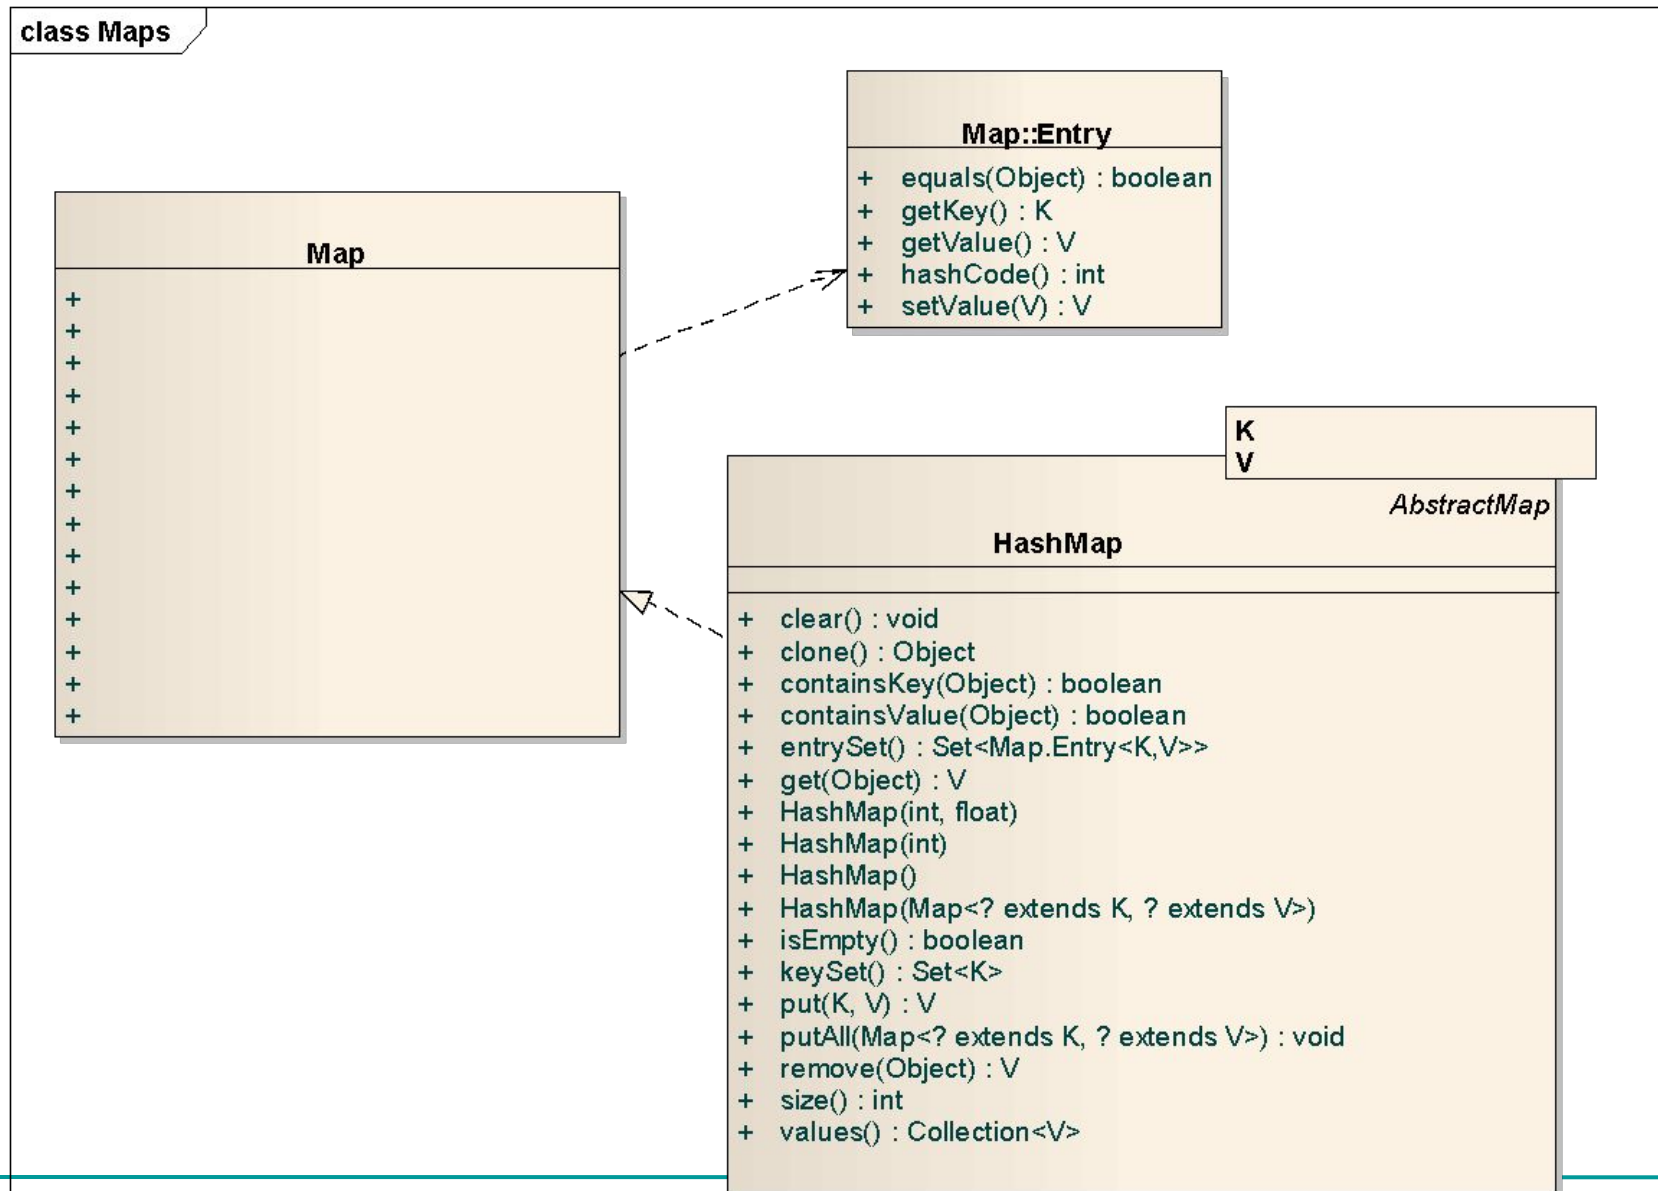 class Maps
Map::Entry
+ equals(Object) : boolean
+ getKey() : K
+ getValue() : V
+ hashCode() : int
+ setValue(V) : V
Map
+
+
+
+
+
+
+
+
+
+
+
+
+
+
K
V
AbstractMap
HashMap
+ clear() : void
+ clone() : Object
+ containsKey(Object) : boolean
+ containsValue(Object) : boolean
+ entrySet() : Set<Map.Entry<K,V>>
+ get(Object) : V
+ HashMap(int, float)
+ HashMap(int)
+ HashMap()
+ HashMap(Map<? extends K, ? extends V>)
+ isEmpty() : boolean
+ keySet() : Set<K>
+ put(K, V) : V
+ putAll(Map<? extends K, ? extends V>) : void
+ remove(Object) : V
+ size() : int
+ values() : Collection<V>